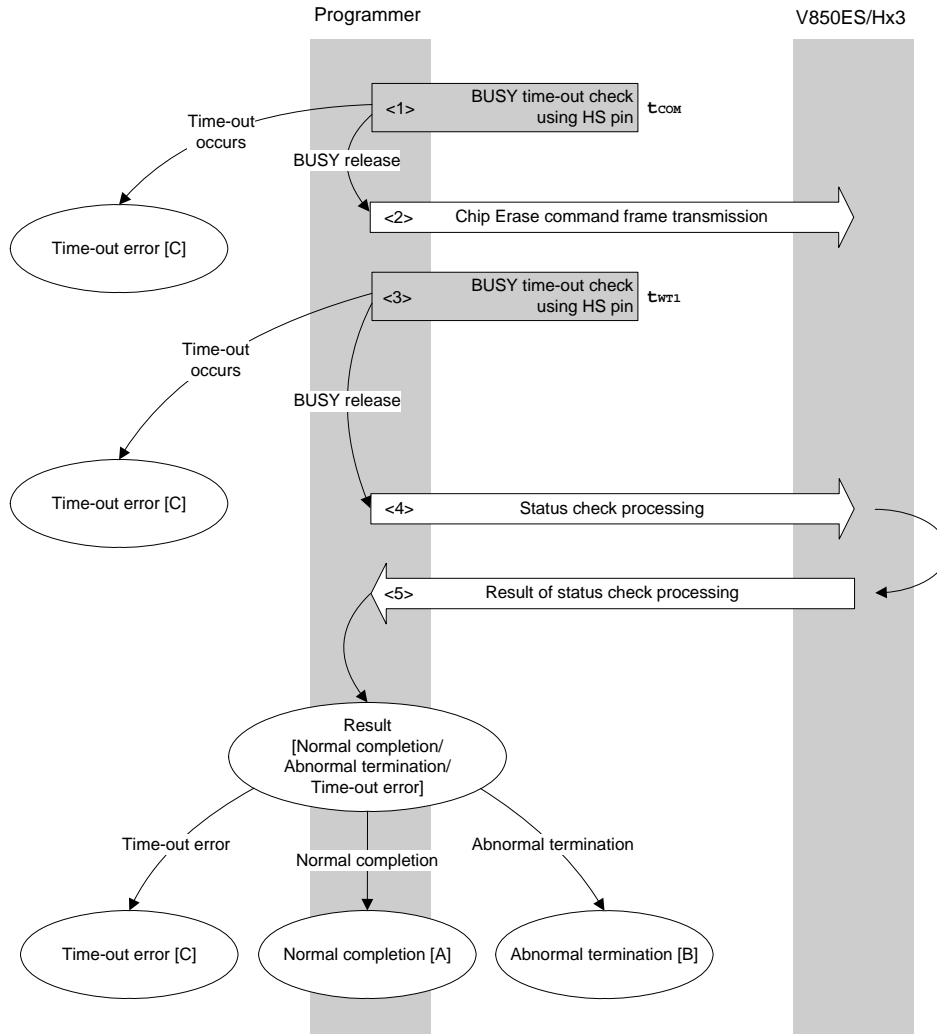 Programmer
V850ES/Hx3
<1>
BUSY time-out check
using HS pin
tCOM
Time-out
occurs
BUSY release
<2> Chip Erase command frame transmission
Time-out error [C]
<3>
BUSY time-out check
using HS pin
tWT1
Time-out
occurs
BUSY release
Time-out error [C]
<4> Status check processing
<5> Result of status check processing
Result
[Normal completion/
Abnormal termination/
Time-out error]
Time-out error
Normal completion
Abnormal termination
Time-out error [C]
Normal completion [A]
Abnormal termination [B]